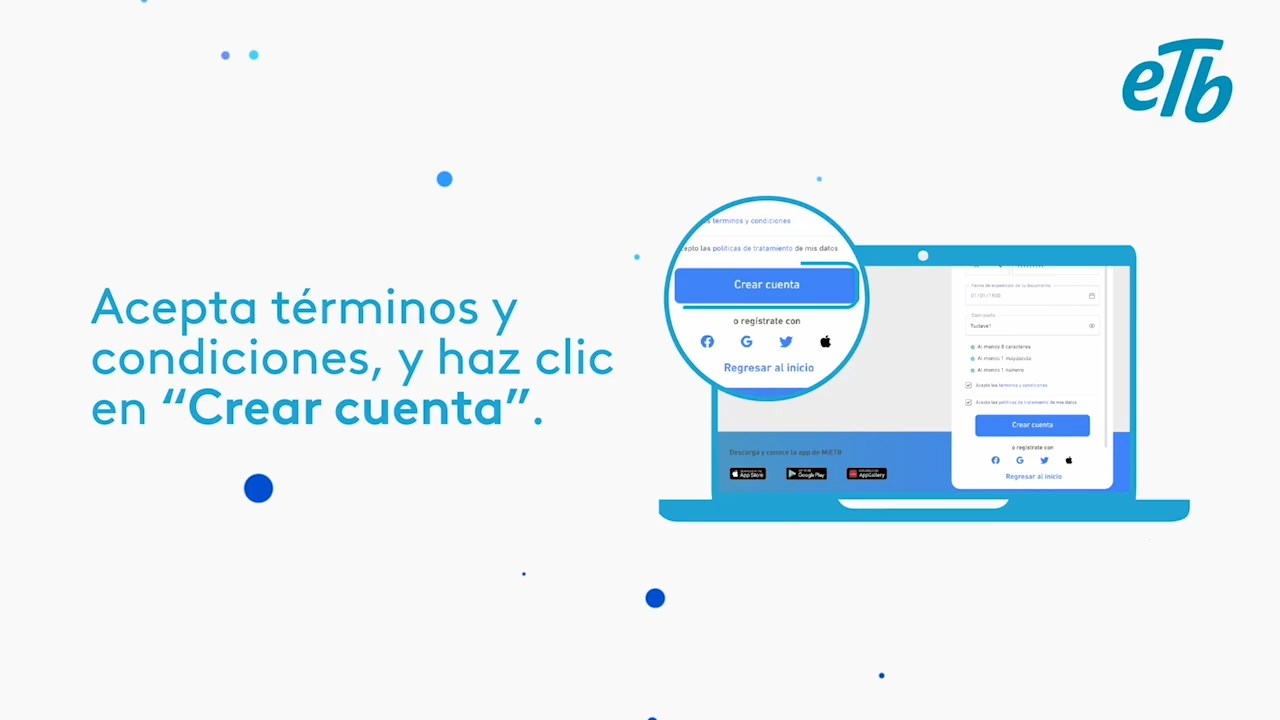 eTb
Acepta términos y
condiciones, y haz clic
en “Crear cuenta”.
términos y condiciones
epto las políticas de tratamiento de mis datos
Crear cuenta
o regístrate con
Regresar al inicio
Fecha de expedición de tu documento
01/01/1900
Contraseña
Tuclave1
Al menos 8 caracteres
Al menos 1 mayúscula
Al menos 1 número
Acepto los términos y condiciones
Acepto las políticas de tratamiento de mis datos
Crear cuenta
o regístrate con
Regresar al inicio
Descarga y conoce la app de MiETB
App Store
Google Play
AppGallery